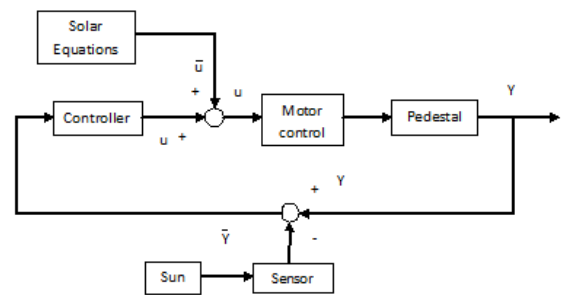 Solar
Equations
ū
+
u
Y
Controller
Motor
control
Pedestal
u +
+
Y
Ȳ
-
Sun
Sensor